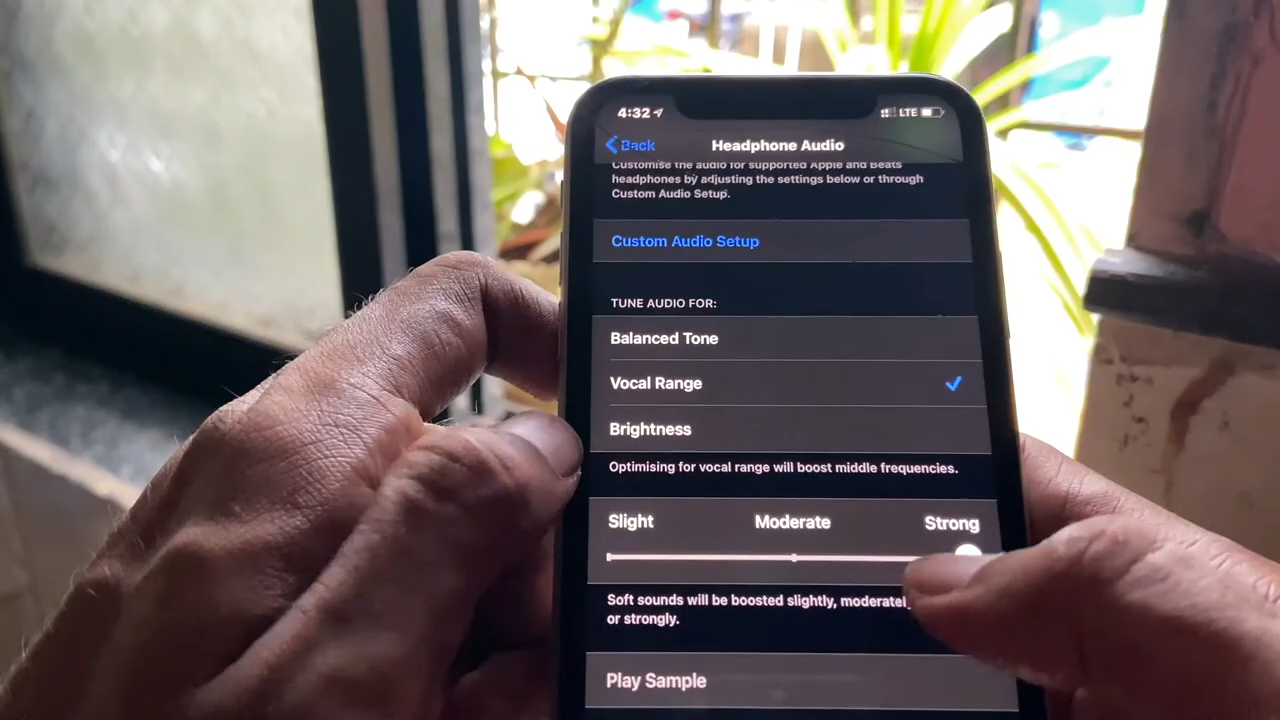 4:32
LTE
Back
Headphone Audio
Customise the audio for supported Apple and Beats
headphones by adjusting the settings below or through
Custom Audio Setup.
Custom Audio Setup
TUNE AUDIO FOR:
Balanced Tone
Vocal Range
Brightness
Optimising for vocal range will boost middle frequencies.
Slight Moderate Strong
Soft sounds will be boosted slightly, moderately
or strongly.
Play Sample